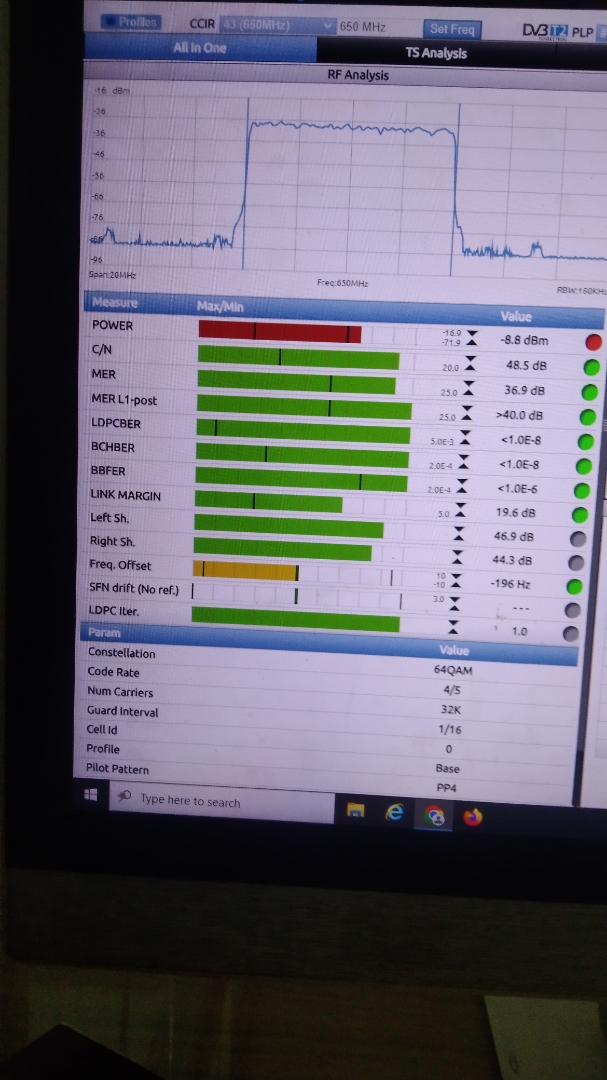 Profiles CCIR 43 (650MHz) 650 MHz Set Freq DVB T2 PLP
All In One TS Analysis
RF Analysis
-16 dBm
-26
-36
-46
-56
-66
-76
-96
Span:20MHz Freq:650MHz RBW:160KHz
Measure Max/Min Value
POWER -16.9 -71.9 -8.8 dBm
C/N 20.0 48.5 dB
MER 25.0 36.9 dB
MER L1-post 25.0 >40.0 dB
LDPCBER 5.0E-3 <1.0E-8
BCHBER 2.0E-4 <1.0E-8
BBFER 2.0E-4 <1.0E-6
LINK MARGIN 5.0 19.6 dB
Left Sh. 46.9 dB
Right Sh. 44.3 dB
Freq. Offset 10 -10 -196 Hz
SFN drift (No ref.) 3.0 ---
LDPC Iter. 1.0
Param Value
Constellation 64QAM
Code Rate 4/5
Num Carriers 32K
Guard Interval 1/16
Cell Id 0
Profile Base
Pilot Pattern PP4
Type here to search